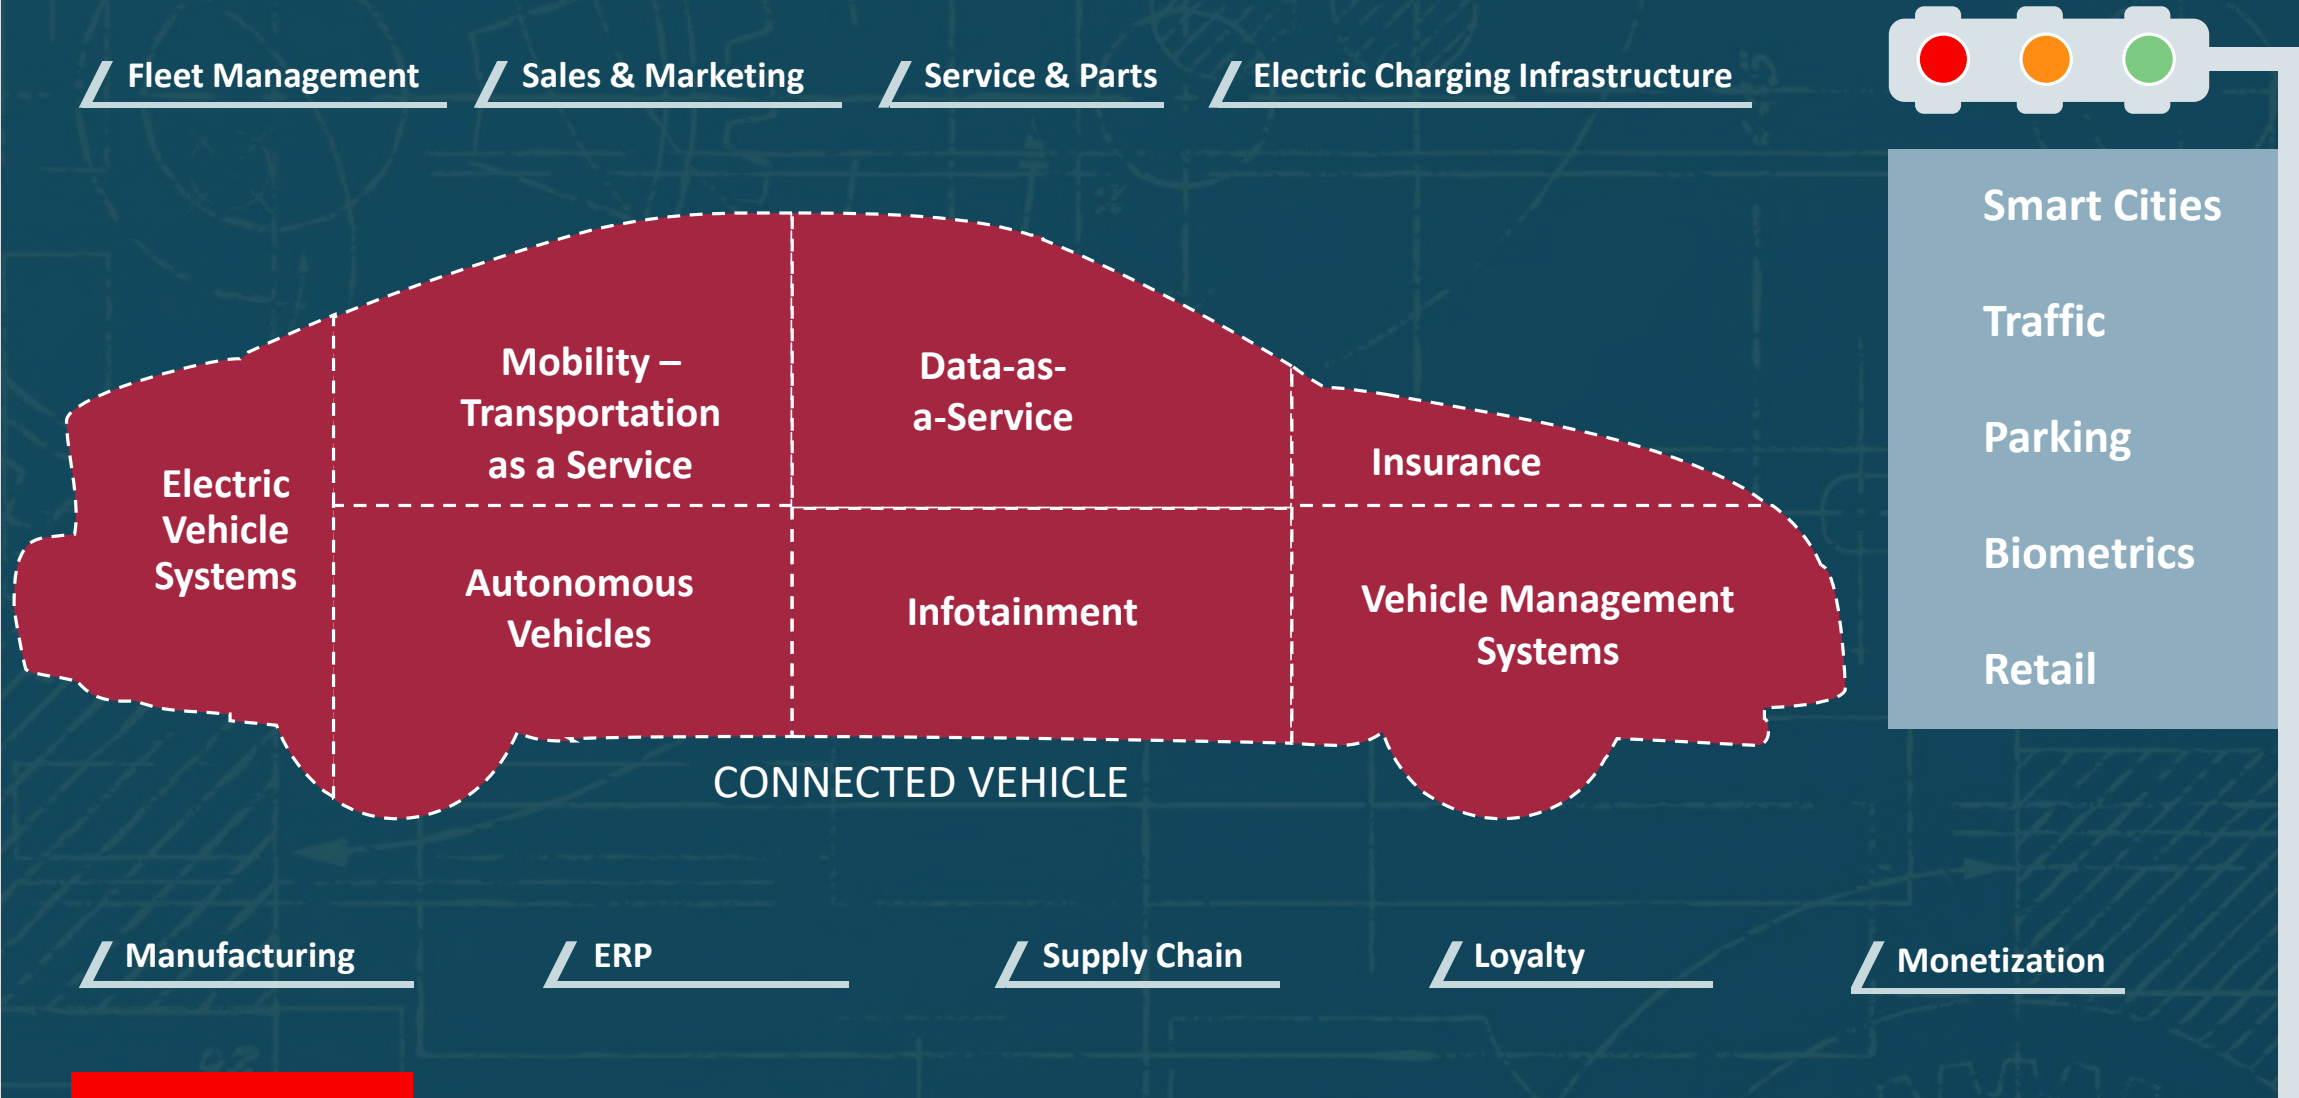 Fleet Management
Sales & Marketing
Service & Parts
Electric Charging Infrastructure
Smart Cities
Traffic
Parking
Biometrics
Retail
Electric
Vehicle
Systems
Mobility –
Transportation
as a Service
Data-as-
a-Service
Insurance
Autonomous
Vehicles
Infotainment
Vehicle Management
Systems
CONNECTED VEHICLE
Manufacturing
ERP
Supply Chain
Loyalty
Monetization